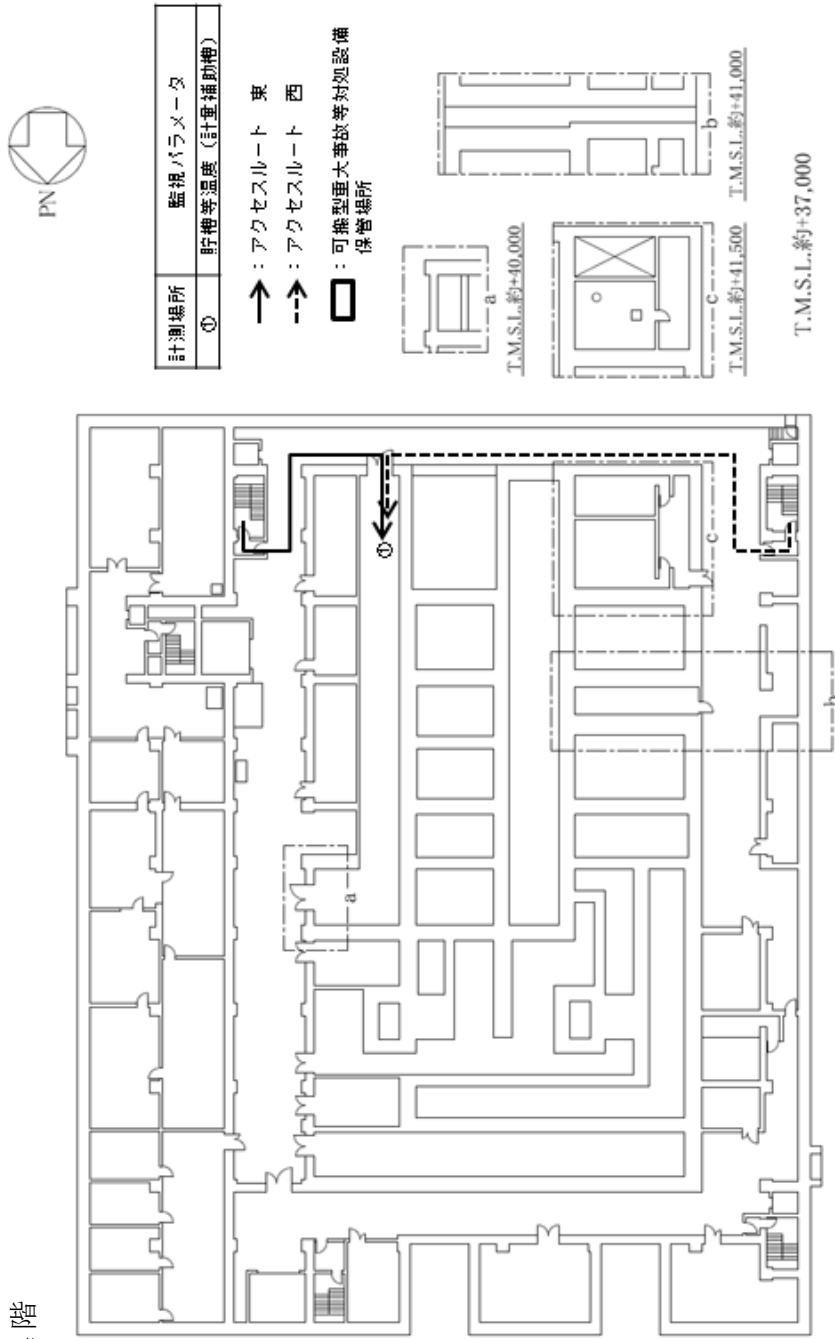 PN
計測場所 監視パラメータ
① 貯槽等温度(計量補助槽)
:アクセスルート 東
:アクセスルート 西
:可搬型重大事故等対処設備
保管場所
a
T.M.S.L.約+40,000
b
T.M.S.L.約+41,000
c
T.M.S.L.約+41,500
T.M.S.L.約+37,000
①
a
b
c
階